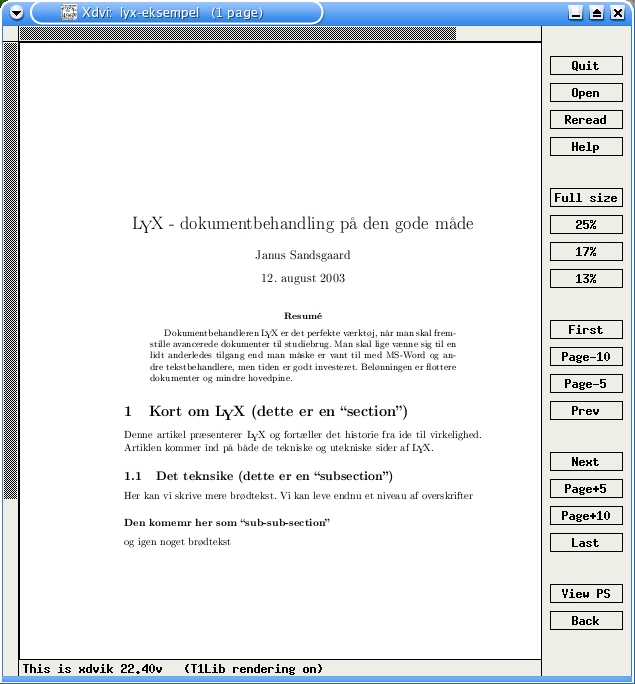 Xdvi: lyx-eksempel (1 page)
LyX - dokumentbehandling på den gode måde
Janus Sandsgaard
12. august 2003
Resumé
Dokumentbehandleren LyX er det perfekte værktøj, når man skal frem-
stille avancerede dokumenter til studiebrug. Man skal lige vænne sig til en
lidt anderledes tilgang end man måske er vant til med MS-Word og an-
dre tekstbehandlere, men tiden er godt investeret. Belønningen er flottere
dokumenter og mindre hovedpine.
1 Kort om LyX (dette er en “section”)
Denne artikel præsenterer LyX og fortæller det historie fra ide til virkelighed.
Artiklen kommer ind på både de tekniske og utekniske sider af LyX.
1.1 Det teknsike (dette er en “subsection”)
Her kan vi skrive mere brødtekst. Vi kan leve endnu et niveau af overskrifter
Den komemr her som “sub-sub-section”
og igen noget brødtekst
Quit
Open
Reread
Help
Full size
25%
17%
13%
First
Page-10
Page-5
Prev
Next
Page+5
Page+10
Last
View PS
Back
This is xdvik 22.40v (T1Lib rendering on)